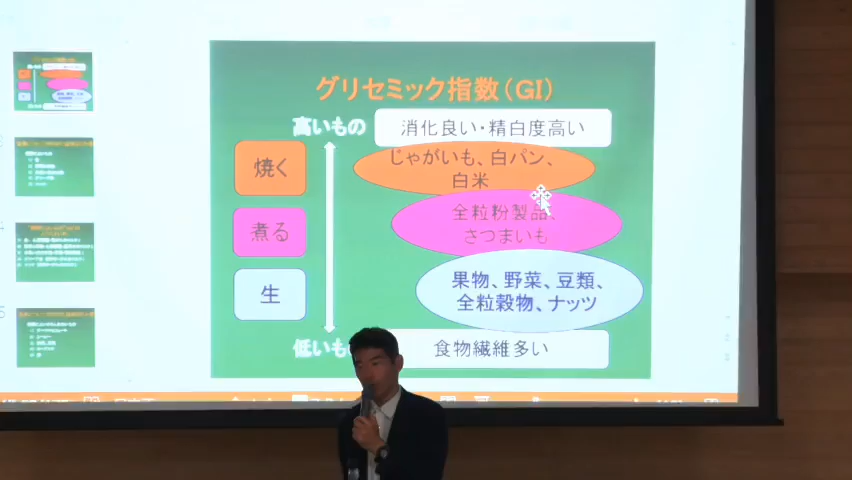 グリセミック指数(GI)
高いもの
消化良い・精白度高い
焼く
じゃがいも、白パン、
白米
煮る
全粒粉製品、
さつまいも
生
果物、野菜、豆類、
全粒穀物、ナッツ
低いも
食物繊維多い